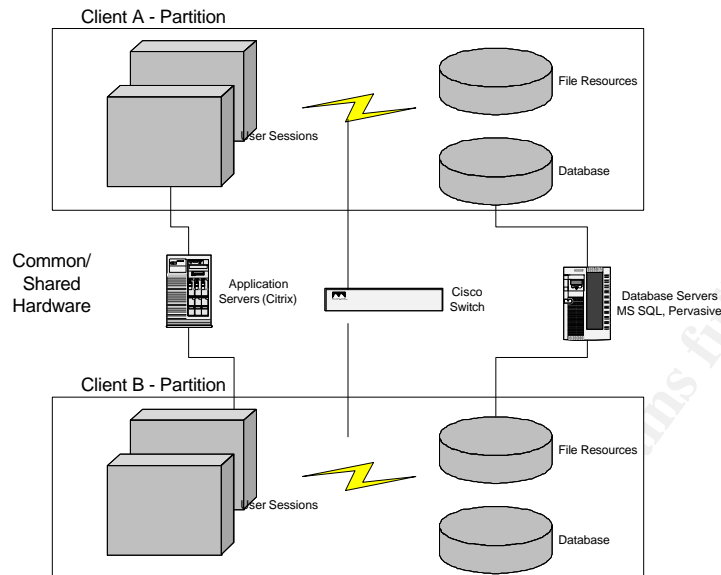 Client A - Partition
File Resources
User Sessions
Database
Common/
Shared
Hardware
Application
Servers (Citrix)
Cisco
Switch
Database Servers
MS SQL, Pervasive
Client B - Partition
File Resources
User Sessions
Database